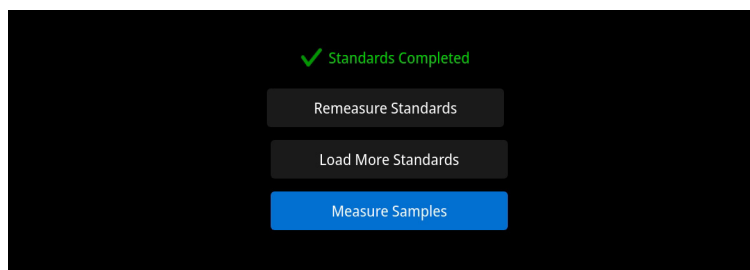 Standards Completed
Remeasure Standards
Load More Standards
Measure Samples